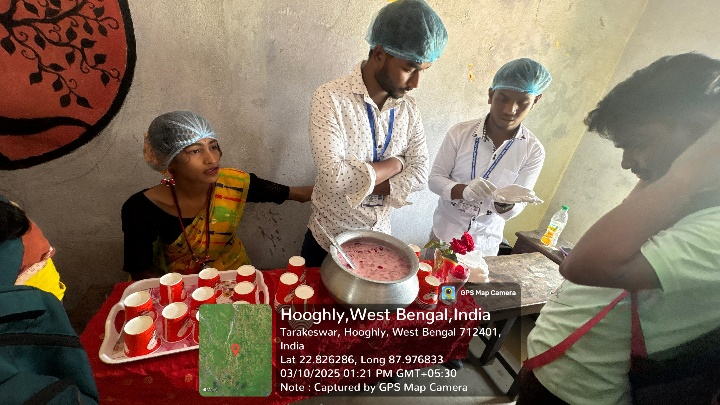 GPS Map Camera
Hooghly,West Bengal,India
Tarakeswar, Hooghly, West Bengal 712401,
India
Lat 22.826286, Long 87.976833
03/10/2025 01:21 PM GMT+05:30
Note : Captured by GPS Map Camera